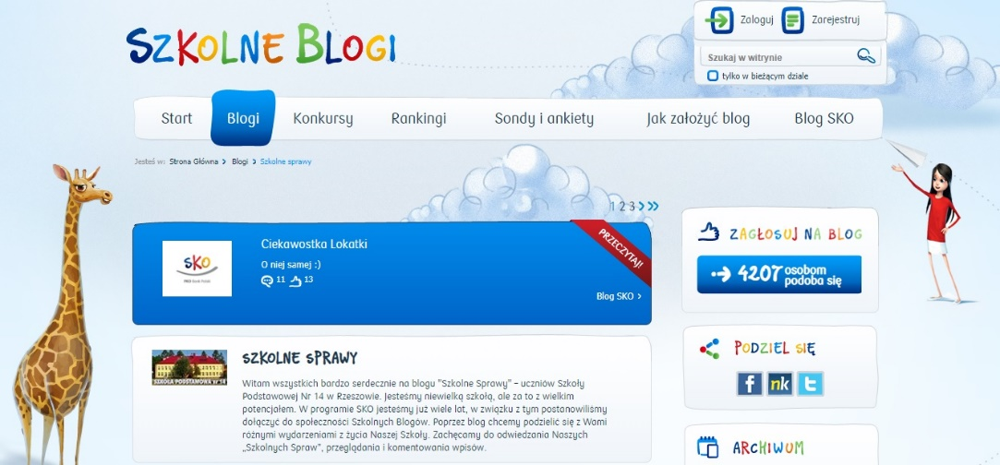 SZKOLNE BLOGI
Zaloguj
Zarejestruj
Szukaj w witrynie
tylko w bieżącym dziale
Start
Blogi
Konkursy
Rankingi
Sondy i ankiety
Jak założyć blog
Blog SKO
Jesteś w: Strona Główna > Blogi > Szkolne sprawy
1 2 3 > >>
Ciekawostka Lokatki
O niej samej :)
11 13
PRZECZYTAJ!
Blog SKO >
SKO
PKO Bank Polski
ZAGŁOSUJ NA BLOG
4207 osobom
podoba się
SZKOŁA PODSTAWOWA nr 14
SZKOLNE SPRAWY
Witam wszystkich bardzo serdecznie na blogu "Szkolne Sprawy" – uczniów Szkoły
Podstawowej Nr 14 w Rzeszowie. Jesteśmy niewielką szkołą, ale za to z wielkim
potencjałem. W programie SKO jesteśmy już wiele lat, w związku z tym postanowiliśmy
dołączyć do społeczności Szkolnych Blogów. Poprzez blog chcemy podzielić się z Wami
różnymi wydarzeniami z życia Naszej Szkoły. Zachęcamy do odwiedzania Naszych
„Szkolnych Spraw”, przeglądania i komentowania wpisów.
PODZIEL SIĘ
f nk t
ARCHIWUM